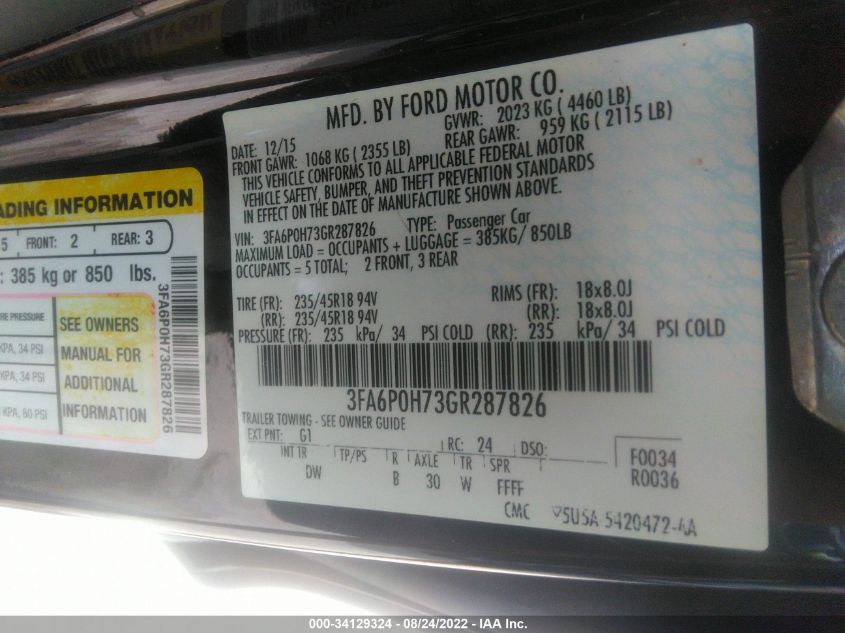 MFD. BY FORD MOTOR CO.
DATE: 12/15 GVWR: 2023 KG ( 4460 LB)
FRONT GAWR: 1068 KG ( 2355 LB) REAR GAWR: 959 KG ( 2115 LB)
THIS VEHICLE CONFORMS TO ALL APPLICABLE FEDERAL MOTOR
VEHICLE SAFETY, BUMPER, AND THEFT PREVENTION STANDARDS
IN EFFECT ON THE DATE OF MANUFACTURE SHOWN ABOVE.
VIN: 3FA6P0H73GR287826 TYPE: Passenger Car
MAXIMUM LOAD = OCCUPANTS + LUGGAGE = 385KG/ 850LB
OCCUPANTS = 5 TOTAL; 2 FRONT, 3 REAR
TIRE (FR): 235/45R18 94V RIMS (FR): 18x8.0J
(RR): 235/45R18 94V (RR): 18x8.0J
PRESSURE (FR): 235 kPa/ 34 PSI COLD (RR): 235 kPa/ 34 PSI COLD
3FA6P0H73GR287826
TRAILER TOWING - SEE OWNER GUIDE
EXT PNT: G1 RC: 24 DSO:
INT TR TP/PS R AXLE TR SPR
DW B 30 W FFFF
F0034
R0036
CMC 5U5A 5420472-AA
ADING INFORMATION
5 FRONT: 2 REAR: 3
: 385 kg or 850 lbs.
RE PRESSURE
KPA, 34 PSI
KPA, 34 PSI
KPA, 60 PSI
SEE OWNERS
MANUAL FOR
ADDITIONAL
INFORMATION
3FA6P0H73GR287826
000-34129324 - 08/24/2022 - IAA Inc.